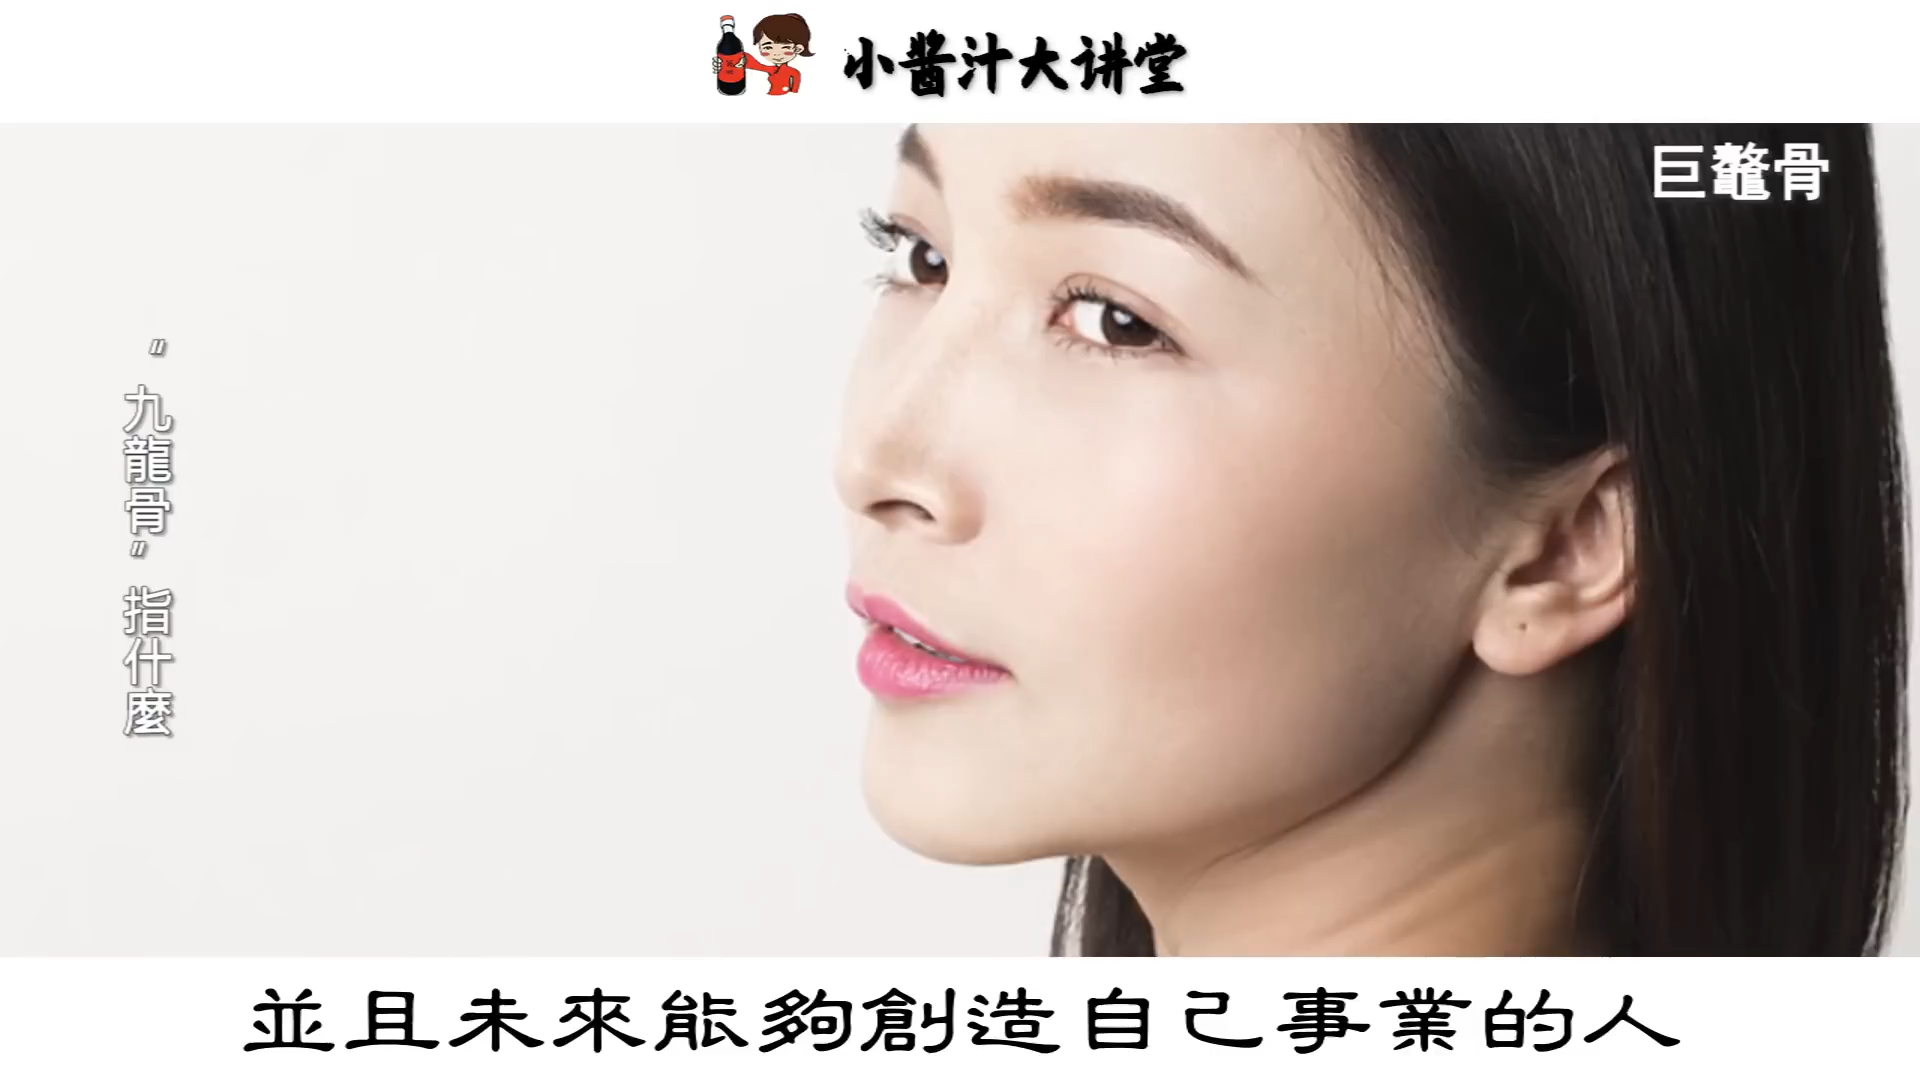 小酱汁大讲堂
巨鼇骨
“九龍骨”指什麼
並且未來能夠創造自己事業的人